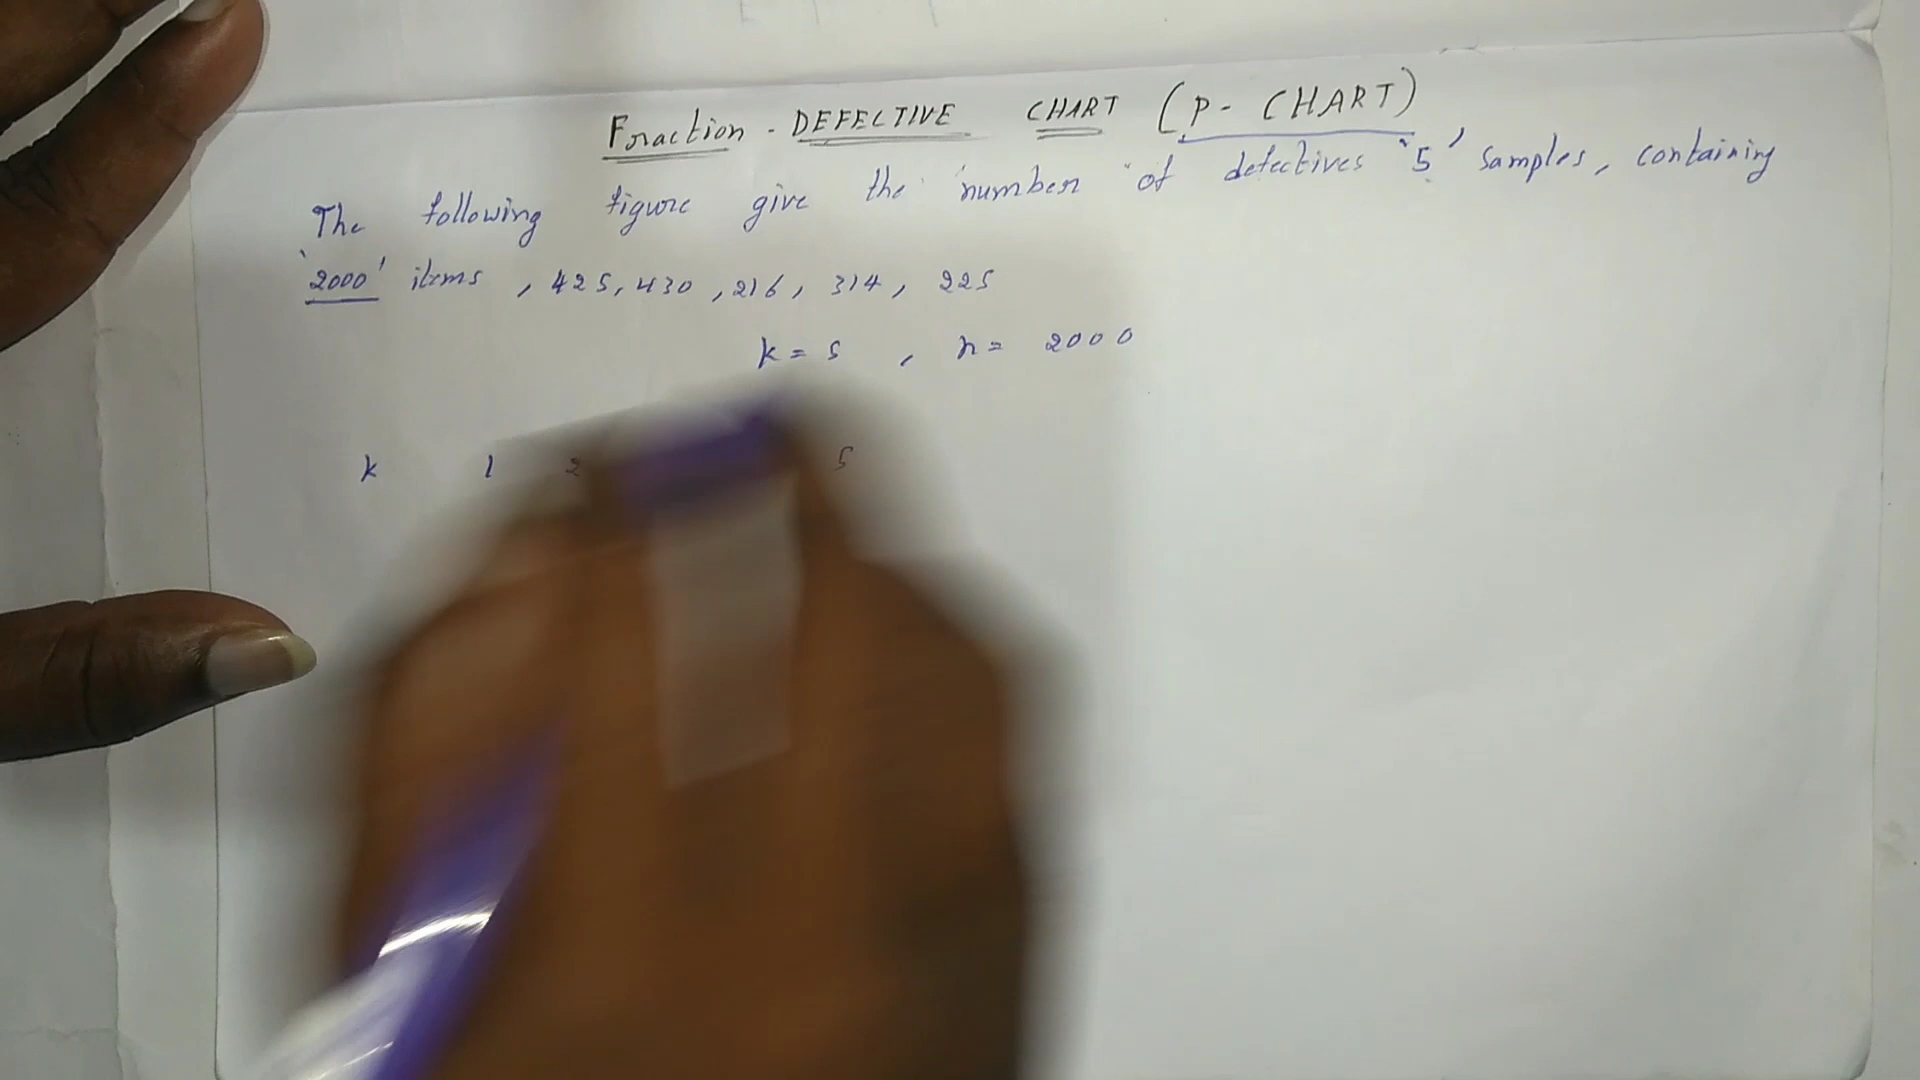 Fraction - DEFECTIVE CHART (P - CHART)
The following figure give the number of defectives '5' samples, containing
'2000' items, 425, 430, 216, 314, 225
k = 5, n = 2000
k 1 2 5